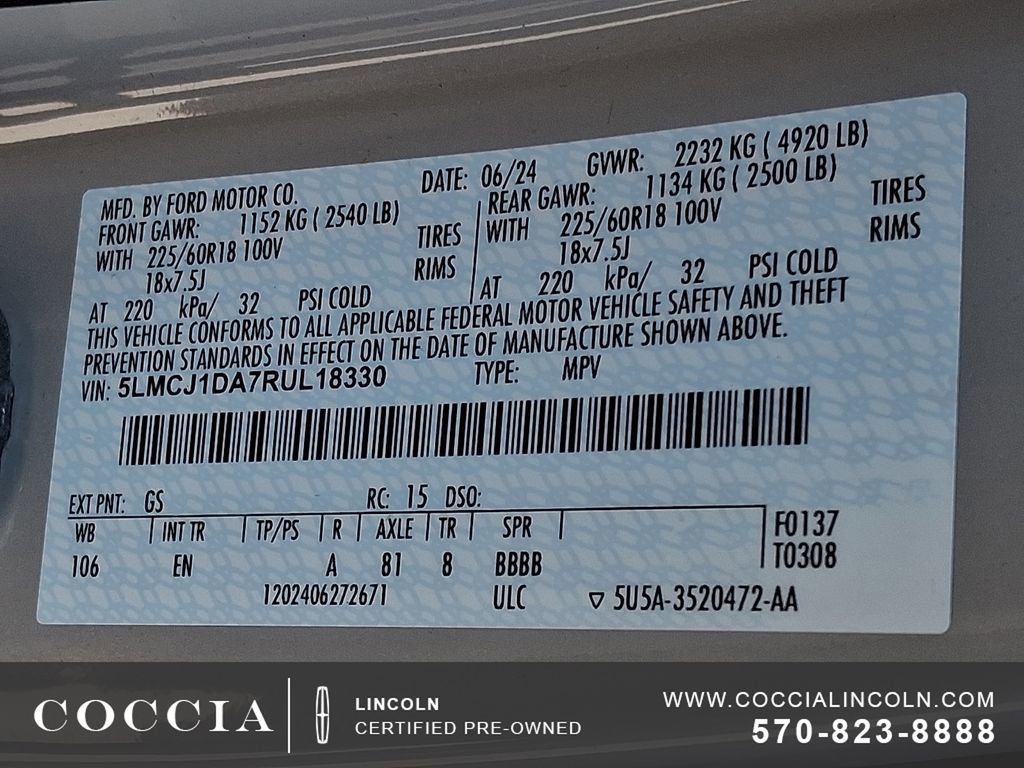 MFD. BY FORD MOTOR CO. DATE: 06/24 GVWR: 2232 KG ( 4920 LB)
FRONT GAWR: 1152 KG ( 2540 LB) REAR GAWR: 1134 KG ( 2500 LB)
WITH 225/60R18 100V TIRES WITH 225/60R18 100V TIRES
18x7.5J RIMS 18x7.5J RIMS
AT 220 kPa/ 32 PSI COLD AT 220 kPa/ 32 PSI COLD
THIS VEHICLE CONFORMS TO ALL APPLICABLE FEDERAL MOTOR VEHICLE SAFETY AND THEFT
PREVENTION STANDARDS IN EFFECT ON THE DATE OF MANUFACTURE SHOWN ABOVE.
VIN: 5LMCJ1DA7RUL18330 TYPE: MPV
EXT PNT: GS RC: 15 DSO:
WB INT TR TP/PS R AXLE TR SPR F0137
106 EN A 81 8 BBBB T0308
1202406272671 ULC ▽ 5U5A-3520472-AA
COCCIA LINCOLN WWW.COCCIALINCOLN.COM
CERTIFIED PRE-OWNED 570-823-8888